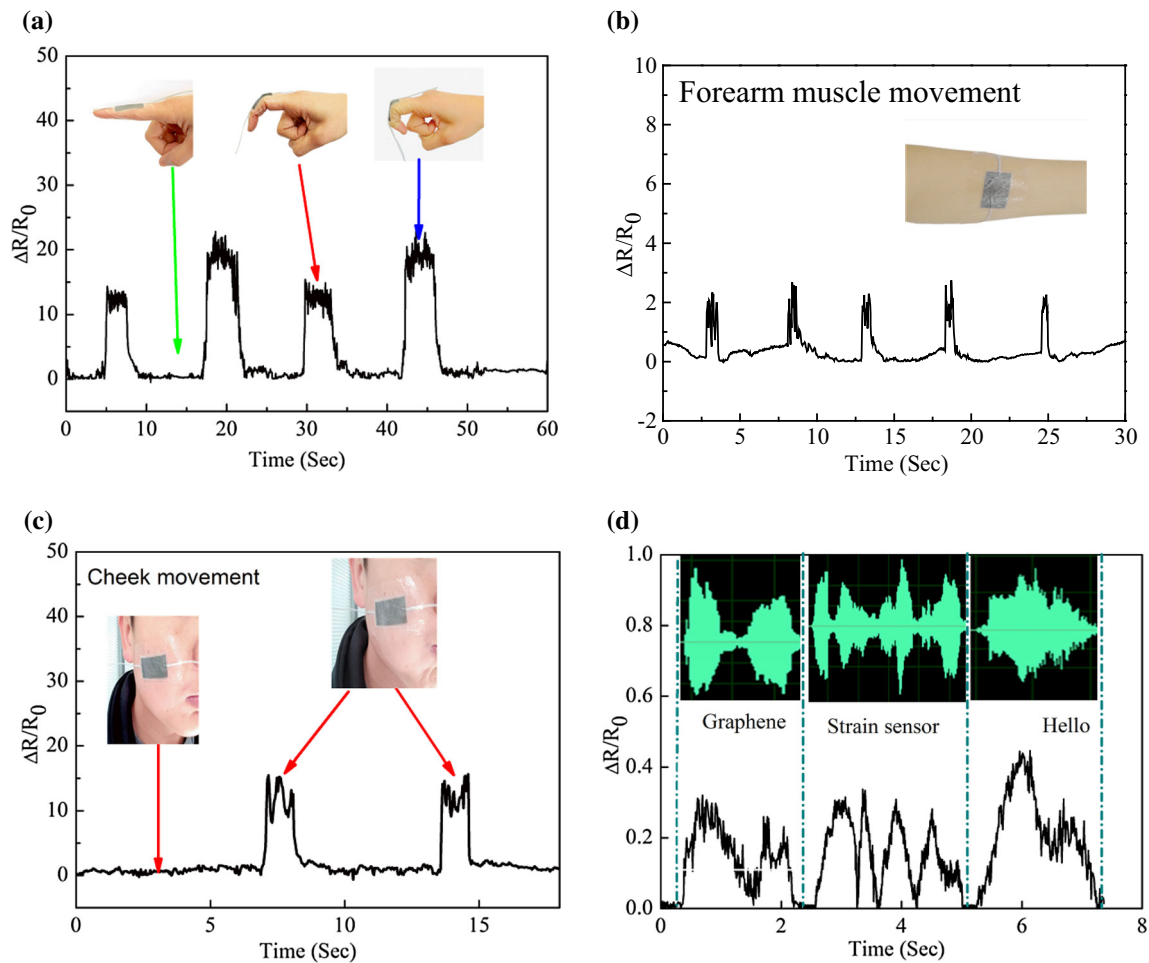 (a)
50
40
30
20
10
0
ΔR/R0
0 10 20 30 40 50 60
Time (Sec)
(b)
10
8
6
4
2
0
-2
ΔR/R0
Forearm muscle movement
0 5 10 15 20 25 30
Time (Sec)
(c)
50
40
30
20
10
0
ΔR/R0
Cheek movement
0 5 10 15
Time (Sec)
(d)
1.0
0.8
0.6
0.4
0.2
0.0
ΔR/R0
Graphene Strain sensor Hello
0 2 4 6 8
Time (Sec)